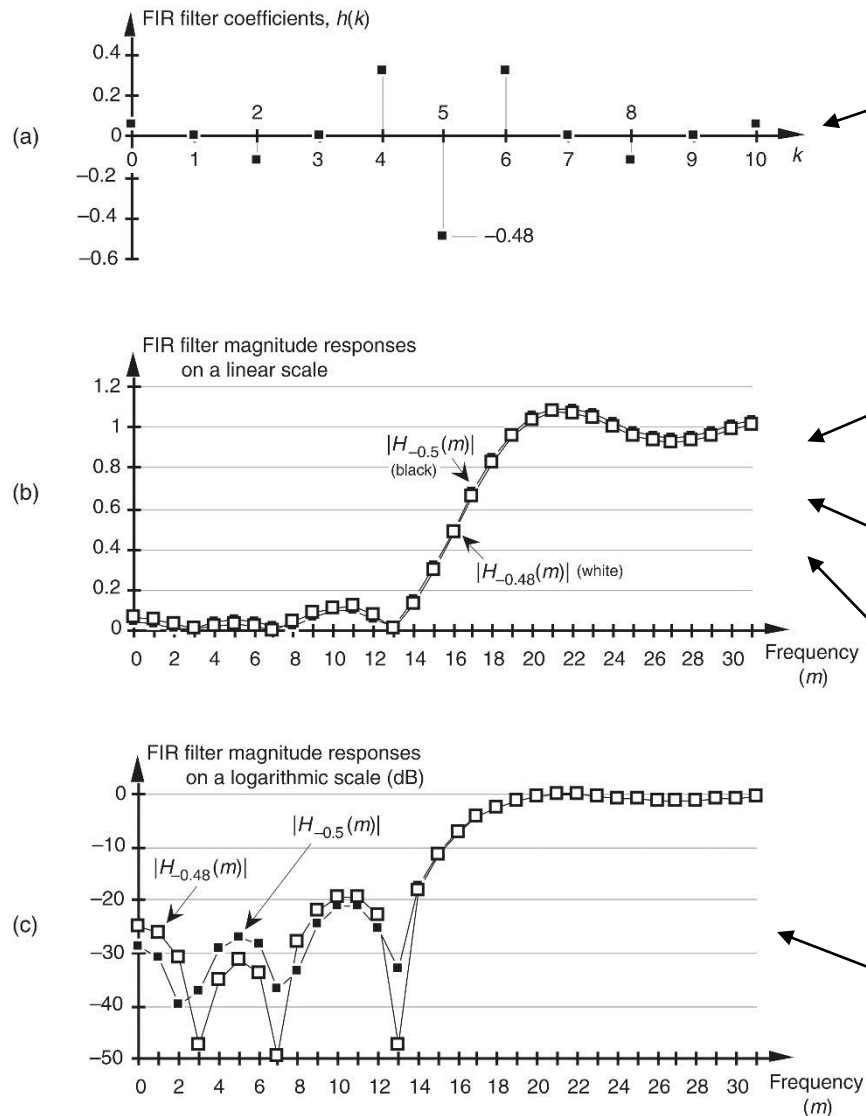 FIR filter coefficients, h(k)
0.4
0.2
0
−0.2
−0.4
−0.6
2
5
8
0 1 3 4 6 7 9 10
k
−0.48
(a)
FIR filter magnitude responses
on a linear scale
1.2
1
0.8
0.6
0.4
0.2
0
|H−0.5(m)|
(black)
|H−0.48(m)| (white)
(b)
0 2 4 6 8 10 12 14 16 18 20 22 24 26 28 30
Frequency
(m)
FIR filter magnitude responses
on a logarithmic scale (dB)
0
−10
−20
−30
−40
−50
|H−0.5(m)|
|H−0.48(m)|
(c)
0 2 4 6 8 10 12 14 16 18 20 22 24 26 28 30
Frequency
(m)